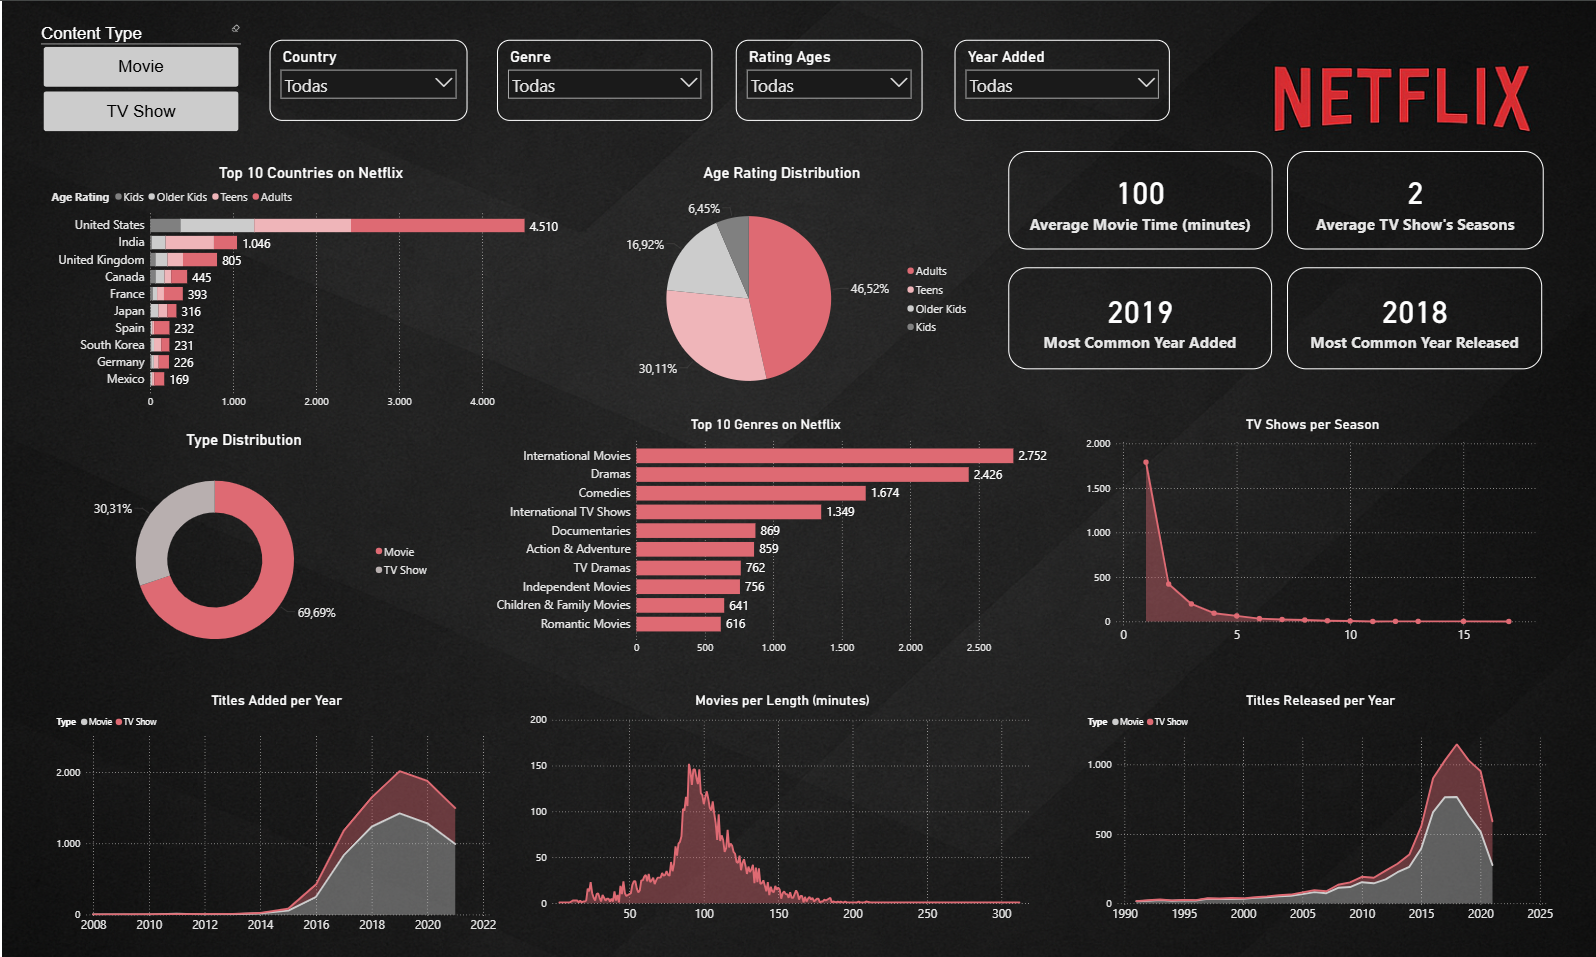 Content Type
Movie
TV Show
Country
Todas
Genre
Todas
Rating Ages
Todas
Year Added
Todas
NETFLIX
Top 10 Countries on Netflix
Age Rating Kids Older Kids Teens Adults
United States 4.510
India 1.046
United Kingdom 805
Canada 445
France 393
Japan 316
Spain 232
South Korea 231
Germany 226
Mexico 169
0 1.000 2.000 3.000 4.000
Age Rating Distribution
6,45%
16,92%
46,52%
30,11%
Adults
Teens
Older Kids
Kids
100
Average Movie Time (minutes)
2
Average TV Show's Seasons
2019
Most Common Year Added
2018
Most Common Year Released
Type Distribution
30,31%
69,69%
Movie
TV Show
Top 10 Genres on Netflix
International Movies 2.752
Dramas 2.426
Comedies 1.674
International TV Shows 1.349
Documentaries 869
Action & Adventure 859
TV Dramas 762
Independent Movies 756
Children & Family Movies 641
Romantic Movies 616
0 500 1.000 1.500 2.000 2.500
TV Shows per Season
2.000
1.500
1.000
500
0
0 5 10 15
Titles Added per Year
Type Movie TV Show
2.000
1.000
0
2008 2010 2012 2014 2016 2018 2020 2022
Movies per Length (minutes)
200
150
100
50
0
50 100 150 200 250 300
Titles Released per Year
Type Movie TV Show
1.000
500
0
1990 1995 2000 2005 2010 2015 2020 2025